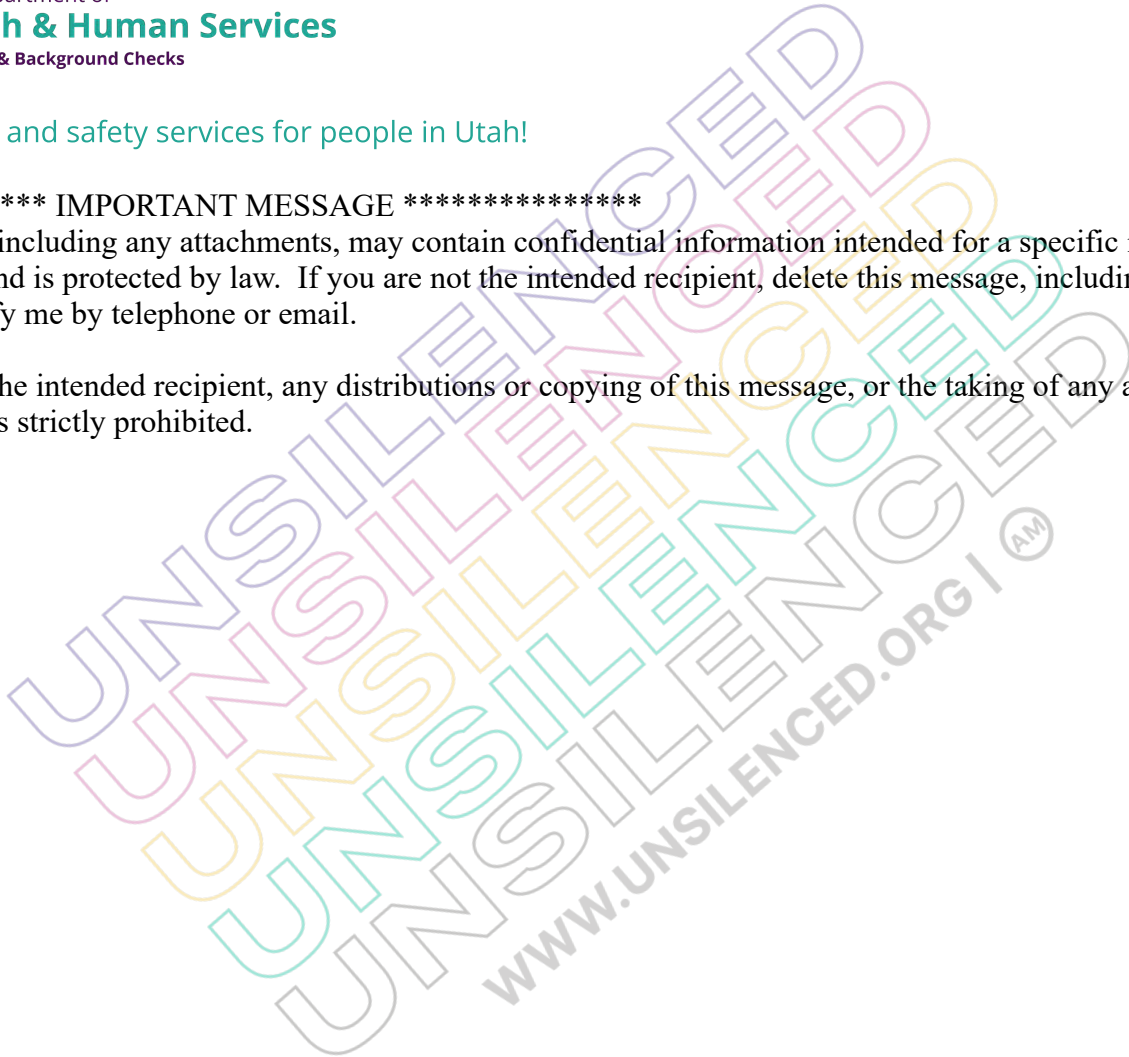 h & Human Services
& Background Checks
and safety services for people in Utah!
*** IMPORTANT MESSAGE ***************
including any attachments, may contain confidential information intended for a specific
nd is protected by law.  If you are not the intended recipient, delete this message, includin
fy me by telephone or email.
he intended recipient, any distributions or copying of this message, or the taking of any a
s strictly prohibited.
UNSILENCED
UNSILENCED
UNSILENCED
UNSILENCED
UNSILENCED
WWW.UNSILENCED.ORG | AM